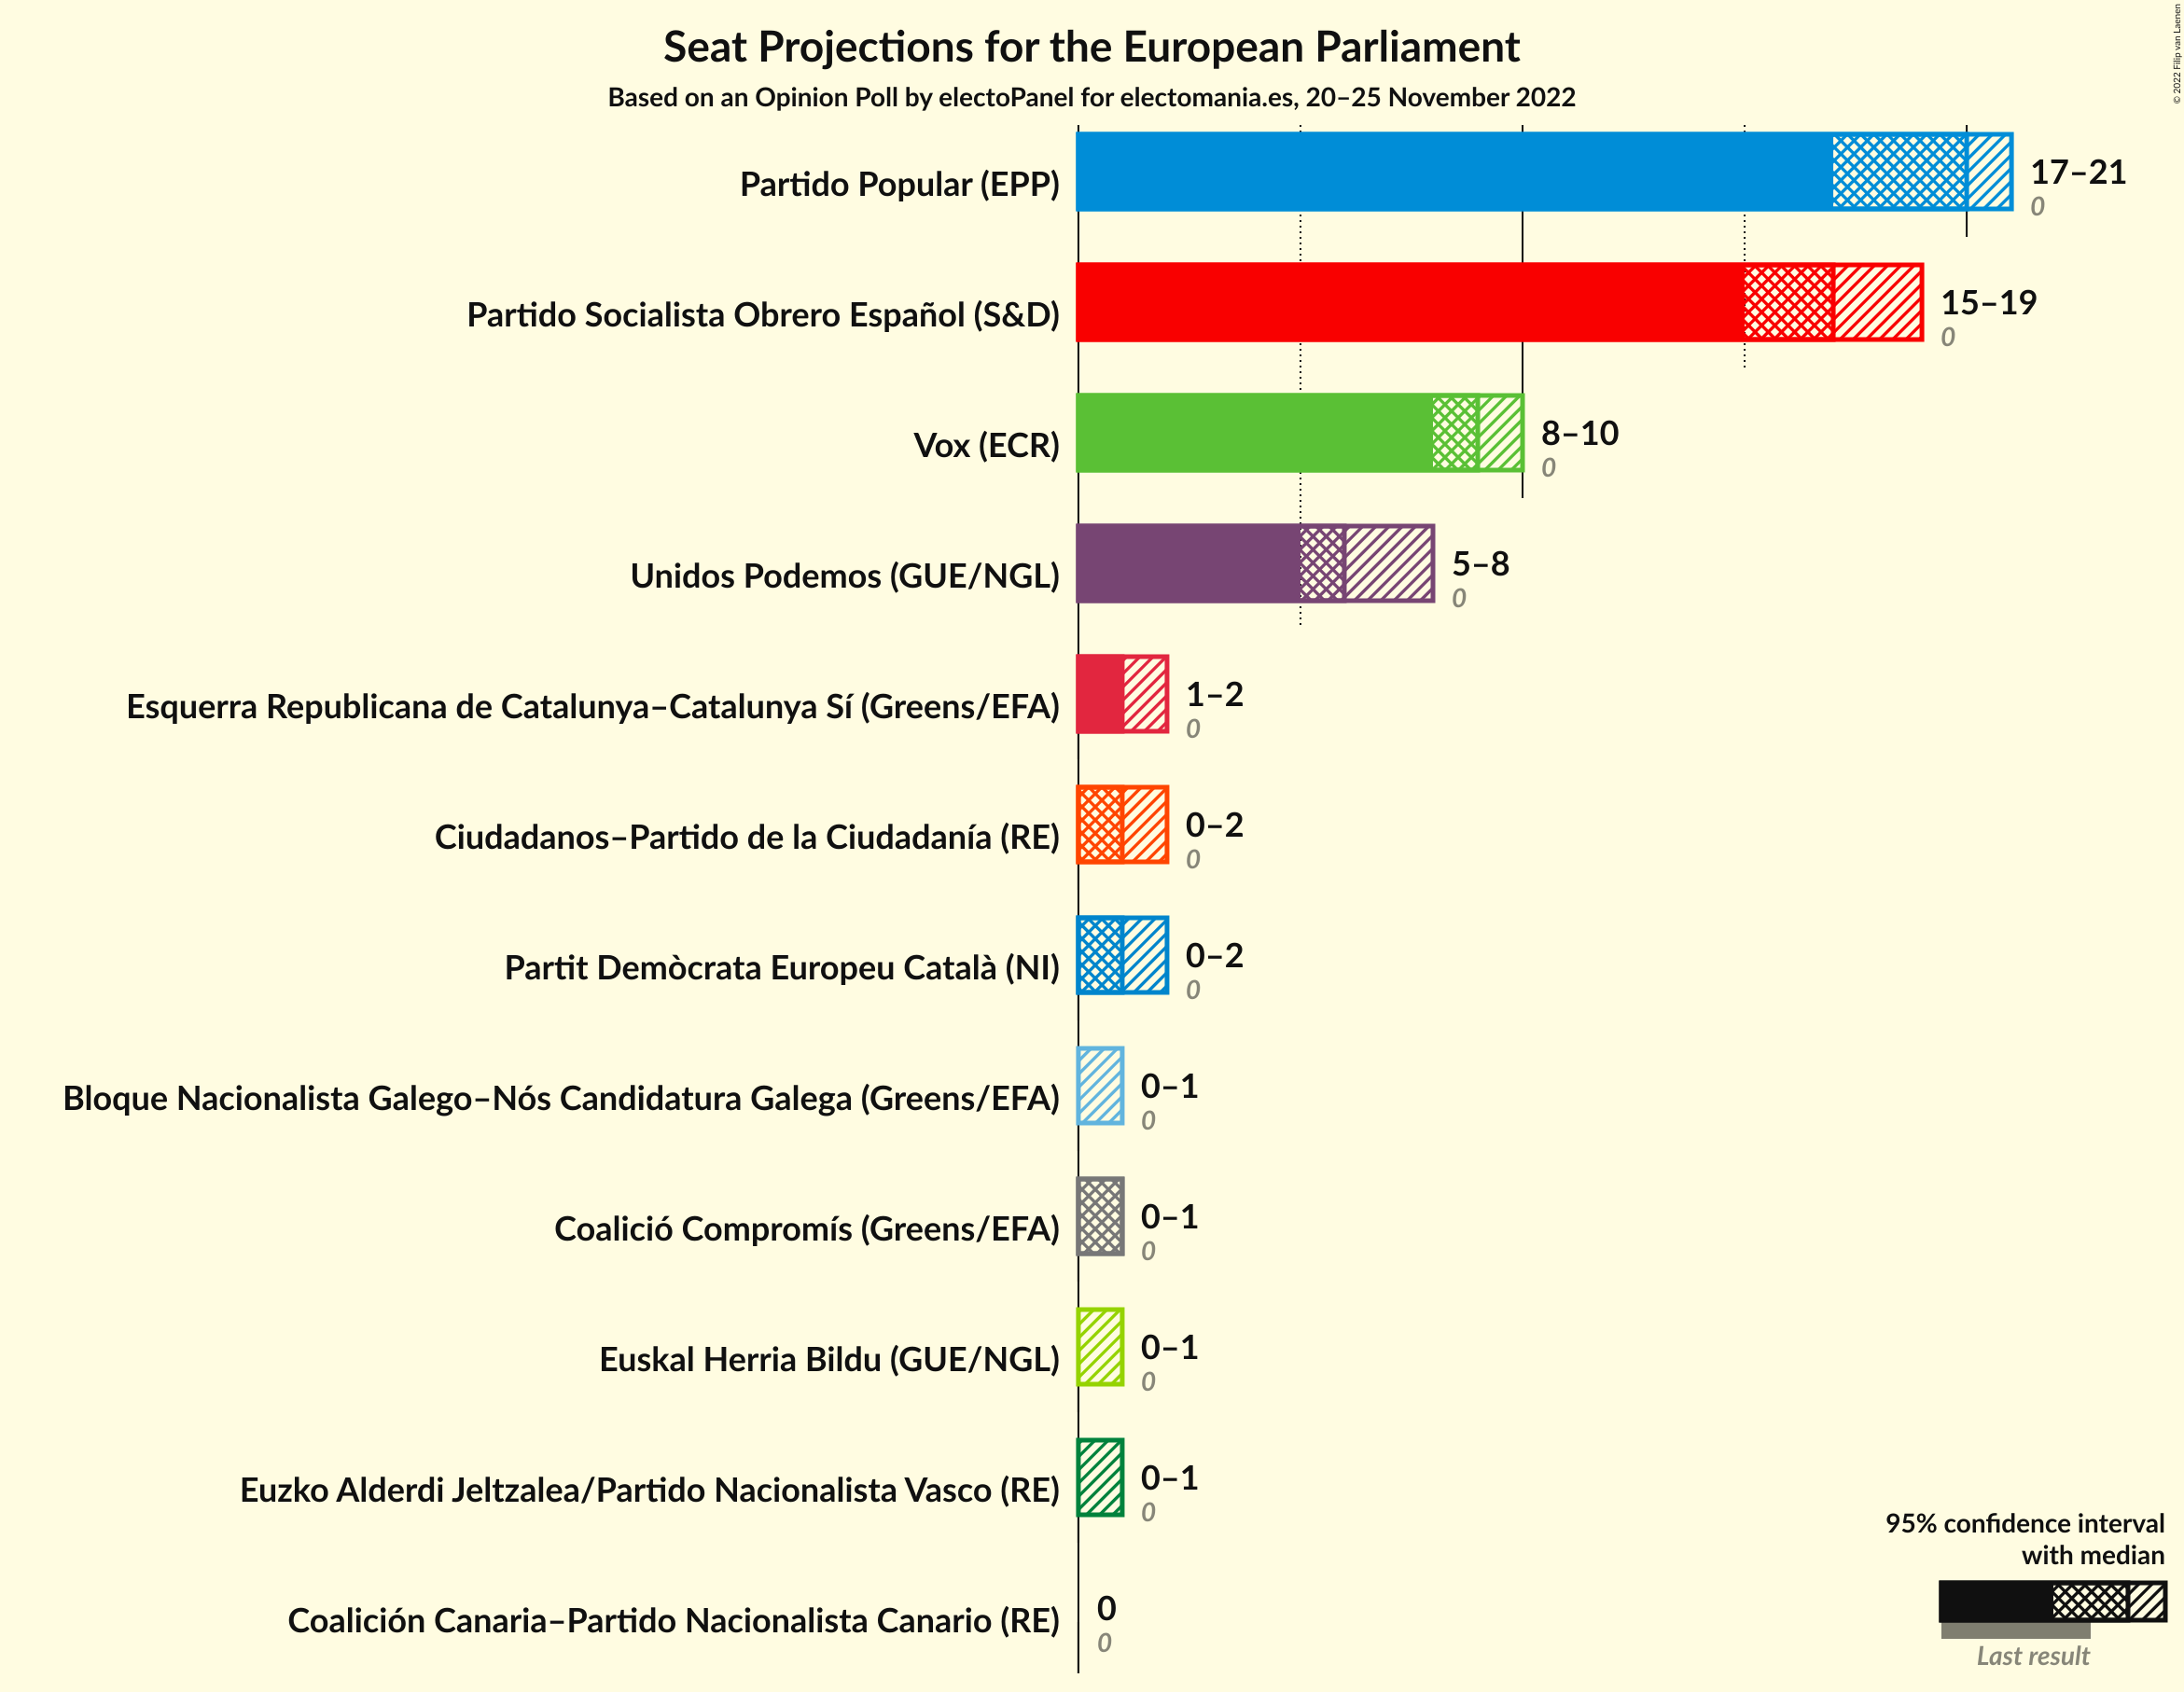 Seat Projections for the European Parliament
Based on an Opinion Poll by electoPanel for electomania.es, 20–25 November 2022
© 2022 Filip van Laenen
Partido Popular (EPP)
17–21
0
Partido Socialista Obrero Español (S&D)
15–19
0
Vox (ECR)
8–10
0
Unidos Podemos (GUE/NGL)
5–8
0
Esquerra Republicana de Catalunya–Catalunya Sí (Greens/EFA)
1–2
0
Ciudadanos–Partido de la Ciudadanía (RE)
0–2
0
Partit Demòcrata Europeu Català (NI)
0–2
0
Bloque Nacionalista Galego–Nós Candidatura Galega (Greens/EFA)
0–1
0
Coalició Compromís (Greens/EFA)
0–1
0
Euskal Herria Bildu (GUE/NGL)
0–1
0
Euzko Alderdi Jeltzalea/Partido Nacionalista Vasco (RE)
0–1
0
Coalición Canaria–Partido Nacionalista Canario (RE)
0
0
95% confidence interval
with median
Last result